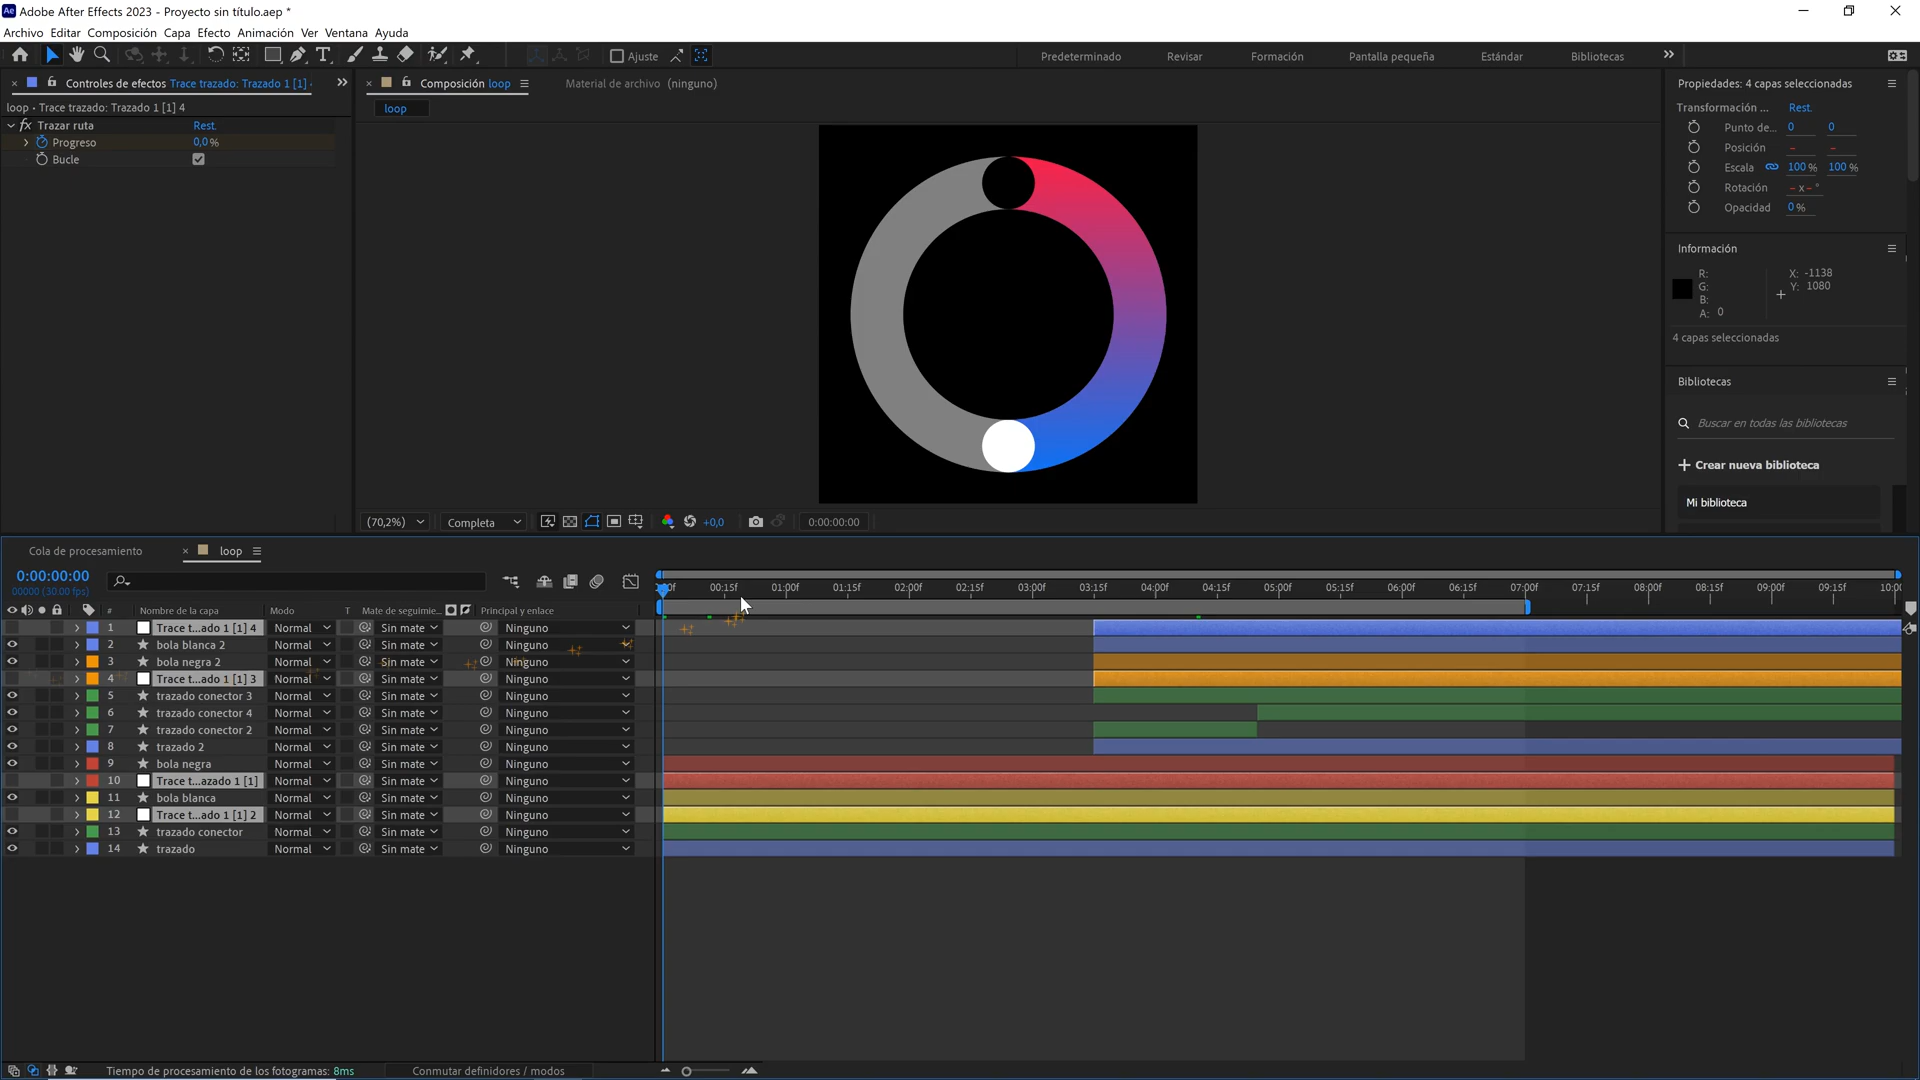 Adobe After Effects 2023 - Proyecto sin título.aep *
Archivo Editar Composición Capa Efecto Animación Ver Ventana Ayuda
Ajuste
Predeterminado Revisar Formación Pantalla pequeña Estándar Bibliotecas
Controles de efectos Trace trazado: Trazado 1 [1]
Composición loop
Material de archivo (ninguno)
Propiedades: 4 capas seleccionadas
loop • Trace trazado: Trazado 1 [1] 4
loop
Transformación ... Rest.
fx Trazar ruta Rest.
Punto de... 0 0
Progreso 0,0 %
Posición – –
Bucle
Escala 100 % 100 %
Rotación – x – °
Opacidad 0 %
Información
R:
G:
B:
A: 0
X: -1138
Y: 1080
4 capas seleccionadas
Bibliotecas
Buscar en todas las bibliotecas
Crear nueva biblioteca
Mi biblioteca
(70,2%) Completa +0,0 0:00:00:00
Cola de procesamiento loop
0:00:00:00
00000 (30.00 fps)
00:15f 01:00f 01:15f 02:00f 02:15f 03:00f 03:15f 04:00f 04:15f 05:00f 05:15f 06:00f 06:15f 07:00f 07:15f 08:00f 08:15f 09:00f 09:15f 10:00
# Nombre de la capa Modo T Mate de seguimie... Principal y enlace
1 Trace t...ado 1 [1] 4 Normal Sin mate Ninguno
2 bola blanca 2 Normal Sin mate Ninguno
3 bola negra 2 Normal Sin mate Ninguno
4 Trace t...ado 1 [1] 3 Normal Sin mate Ninguno
5 trazado conector 3 Normal Sin mate Ninguno
6 trazado conector 4 Normal Sin mate Ninguno
7 trazado conector 2 Normal Sin mate Ninguno
8 trazado 2 Normal Sin mate Ninguno
9 bola negra Normal Sin mate Ninguno
10 Trace t...azado 1 [1] Normal Sin mate Ninguno
11 bola blanca Normal Sin mate Ninguno
12 Trace t...ado 1 [1] 2 Normal Sin mate Ninguno
13 trazado conector Normal Sin mate Ninguno
14 trazado Normal Sin mate Ninguno
Tiempo de procesamiento de los fotogramas: 8ms
Conmutar definidores / modos